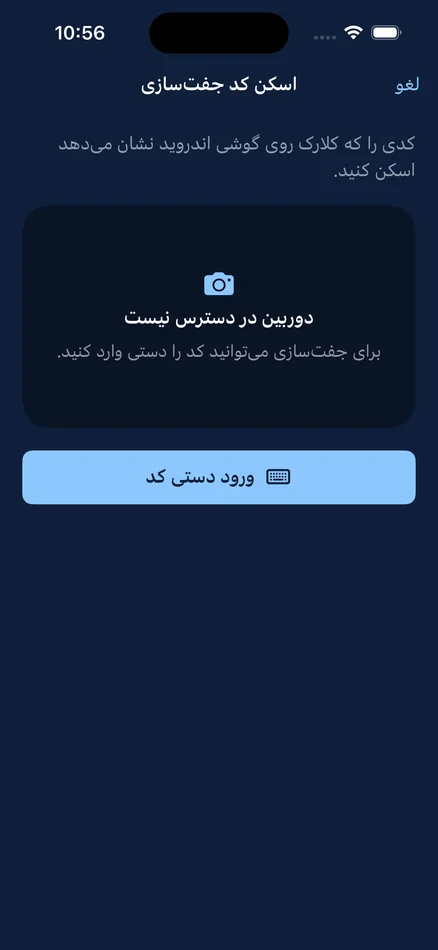 10:56
لغو
اسکن کد جفت‌سازی
کدی را که کلارک روی گوشی اندروید نشان می‌دهد
اسکن کنید.
دوربین در دسترس نیست
برای جفت‌سازی می‌توانید کد را دستی وارد کنید.
ورود دستی کد